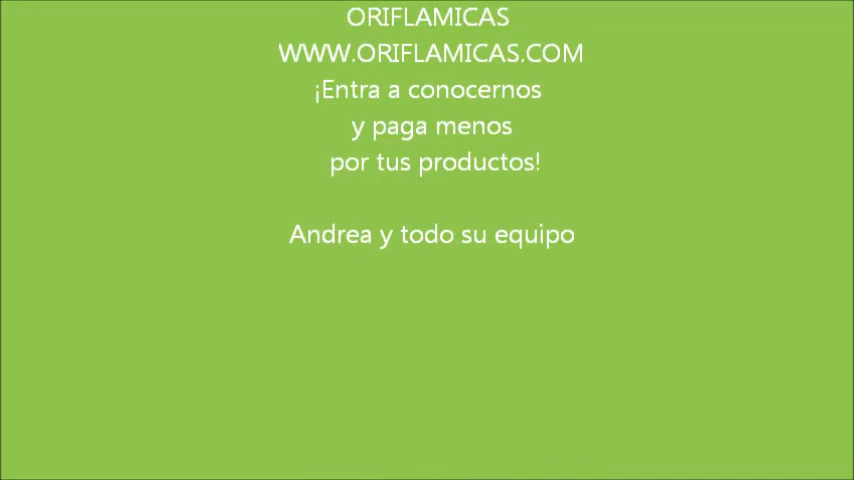 ORIFLAMICAS
WWW.ORIFLAMICAS.COM
¡Entra a conocernos
y paga menos
por tus productos!
Andrea y todo su equipo